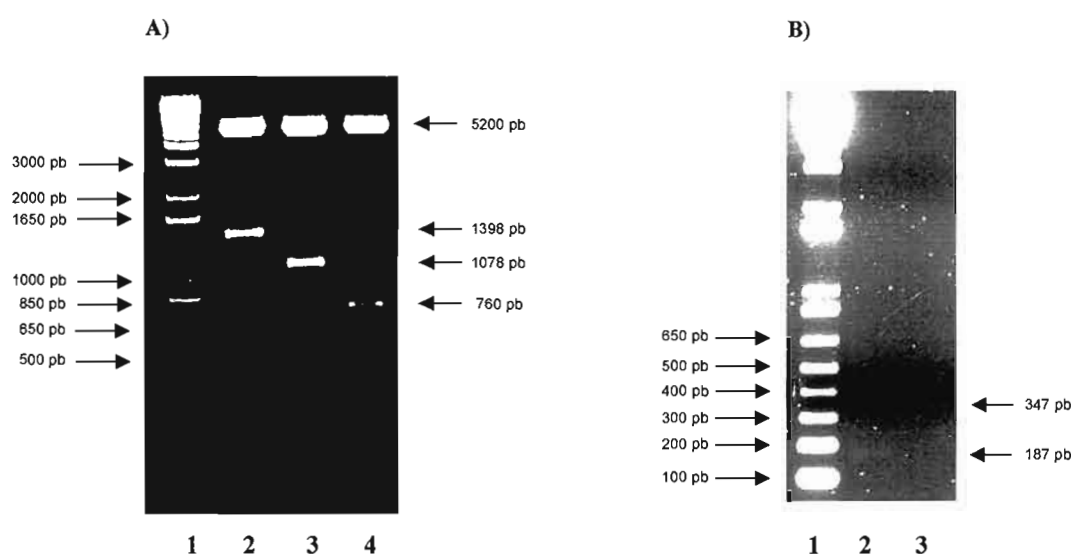 A)
3000 pb
2000 pb
1650 pb
1000 pb
850 pb
650 pb
500 pb
5200 pb
1398 pb
1078 pb
760 pb
1 2 3 4
B)
650 pb
500 pb
400 pb
300 pb
200 pb
100 pb
347 pb
187 pb
1 2 3